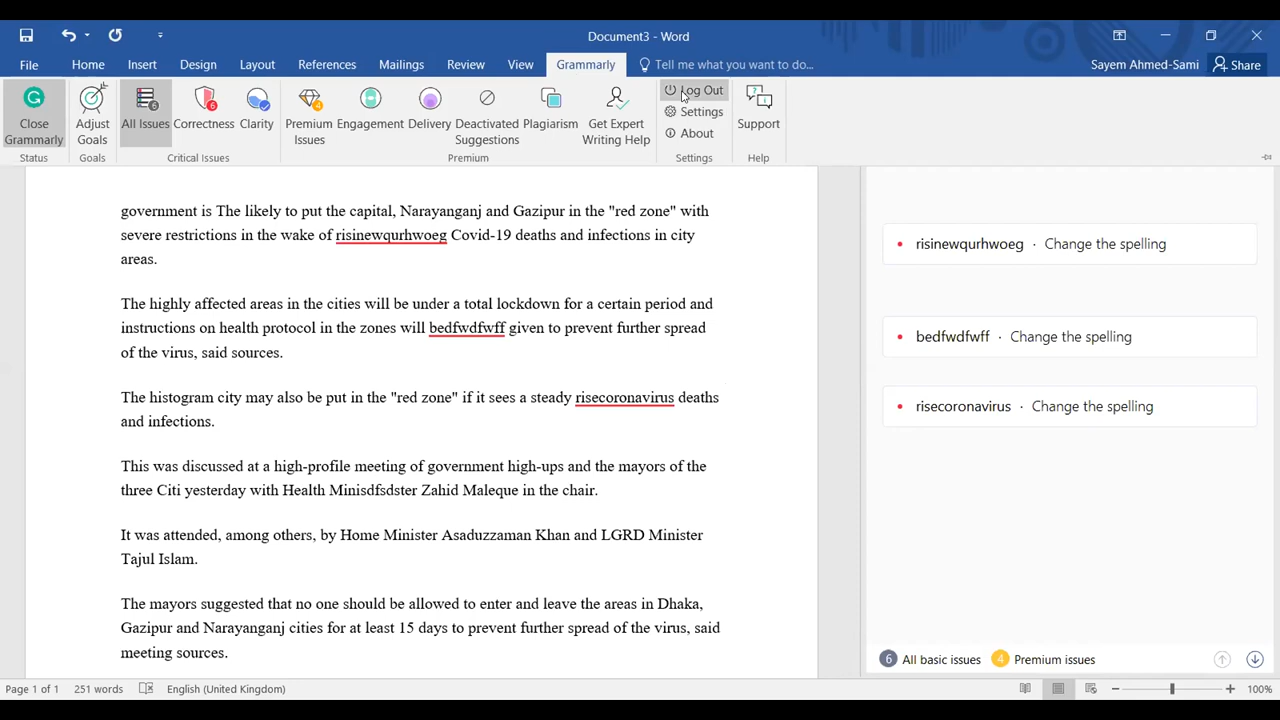 Document3 - Word
File Home Insert Design Layout References Mailings Review View Grammarly Tell me what you want to do... Sayem Ahmed-Sami Share
Close Grammarly
Status
Adjust Goals
Goals
6
All Issues
6
Correctness
Clarity
Critical Issues
4
Premium Issues
Engagement
Delivery
Deactivated Suggestions
Plagiarism
Get Expert Writing Help
Premium
Log Out
Settings
About
Settings
Support
Help
government is The likely to put the capital, Narayanganj and Gazipur in the "red zone" with
severe restrictions in the wake of risinewqurhwoeg Covid-19 deaths and infections in city
areas.
The highly affected areas in the cities will be under a total lockdown for a certain period and
instructions on health protocol in the zones will bedfwdfwff given to prevent further spread
of the virus, said sources.
The histogram city may also be put in the "red zone" if it sees a steady risecoronavirus deaths
and infections.
This was discussed at a high-profile meeting of government high-ups and the mayors of the
three Citi yesterday with Health Minisdfsdster Zahid Maleque in the chair.
It was attended, among others, by Home Minister Asaduzzaman Khan and LGRD Minister
Tajul Islam.
The mayors suggested that no one should be allowed to enter and leave the areas in Dhaka,
Gazipur and Narayanganj cities for at least 15 days to prevent further spread of the virus, said
meeting sources.
risinewqurhwoeg · Change the spelling
bedfwdfwff · Change the spelling
risecoronavirus · Change the spelling
6 All basic issues 4 Premium issues
Page 1 of 1 251 words English (United Kingdom) 100%